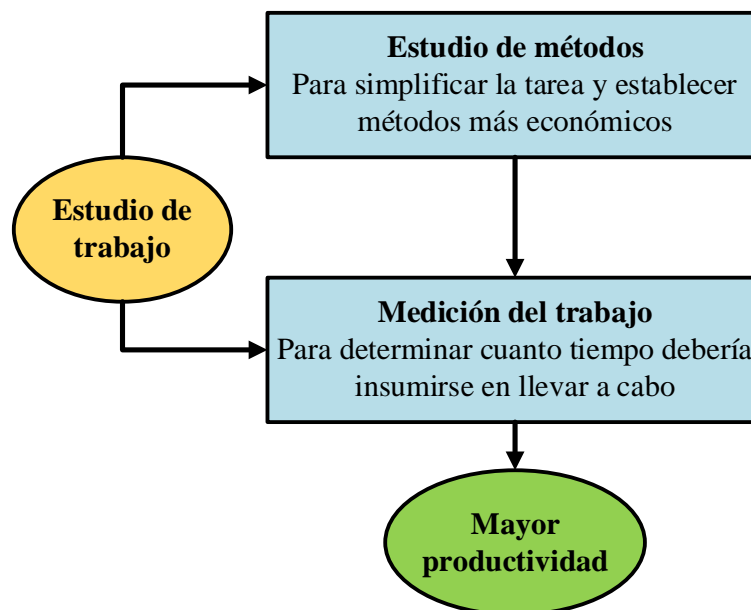 Estudio de métodos
Para simplificar la tarea y establecer
métodos más económicos
Estudio de
trabajo
Medición del trabajo
Para determinar cuanto tiempo debería
insumirse en llevar a cabo
Mayor
productividad